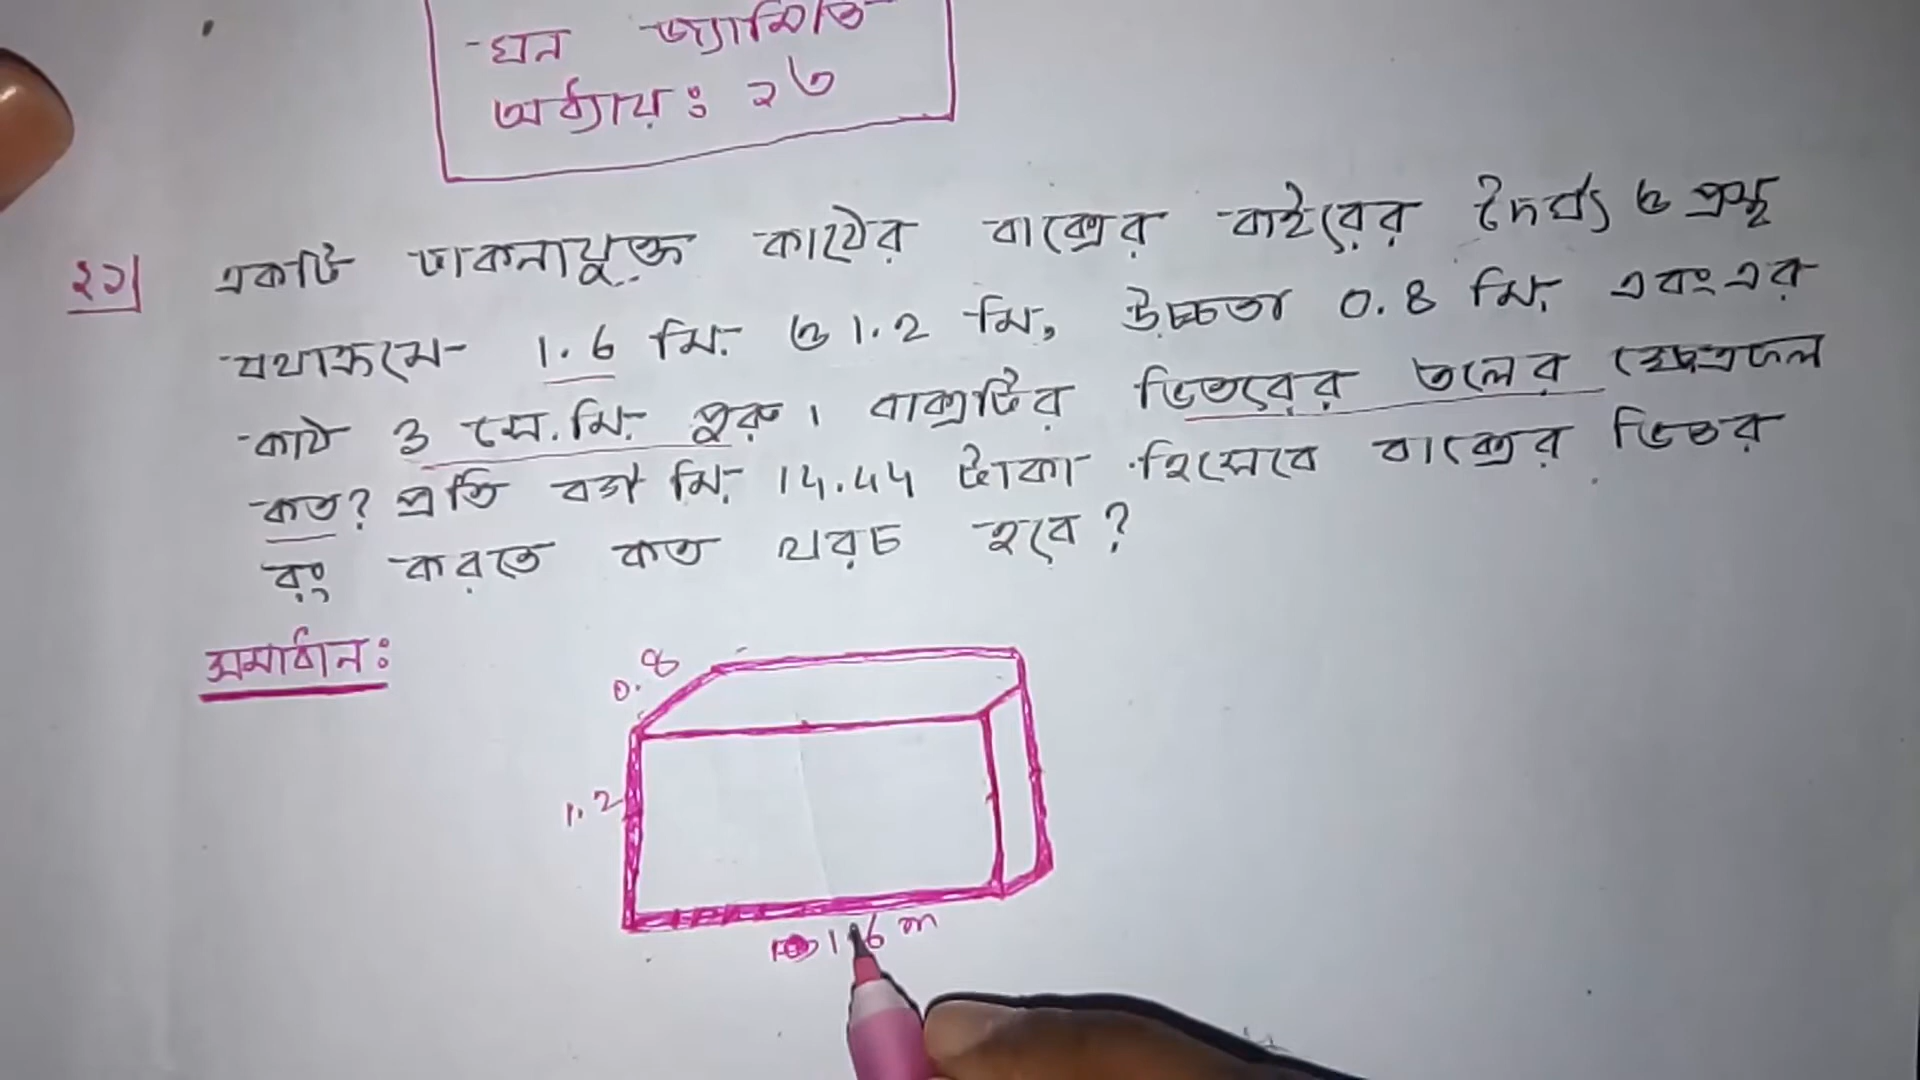 ঘন জ্যামিতি
অধ্যায়ঃ ২৩
২১| একটি ঢাকনাযুক্ত কাঠের বাক্সের বাইরের দৈর্ঘ্য ও প্রস্থ
যথাক্রমে 1.6 মি. ও 1.2 মি, উচ্চতা 0.8 মি. এবং এর
কাঠ 3 সে.মি. পুরু। বাক্সটির ভিতরের তলের ক্ষেত্রফল
কত? প্রতি বর্গ মি. 14.44 টাকা হিসেবে বাক্সের ভিতর
রং করতে কত খরচ হবে?
সমাধানঃ
0.8
1.2
1.6 m